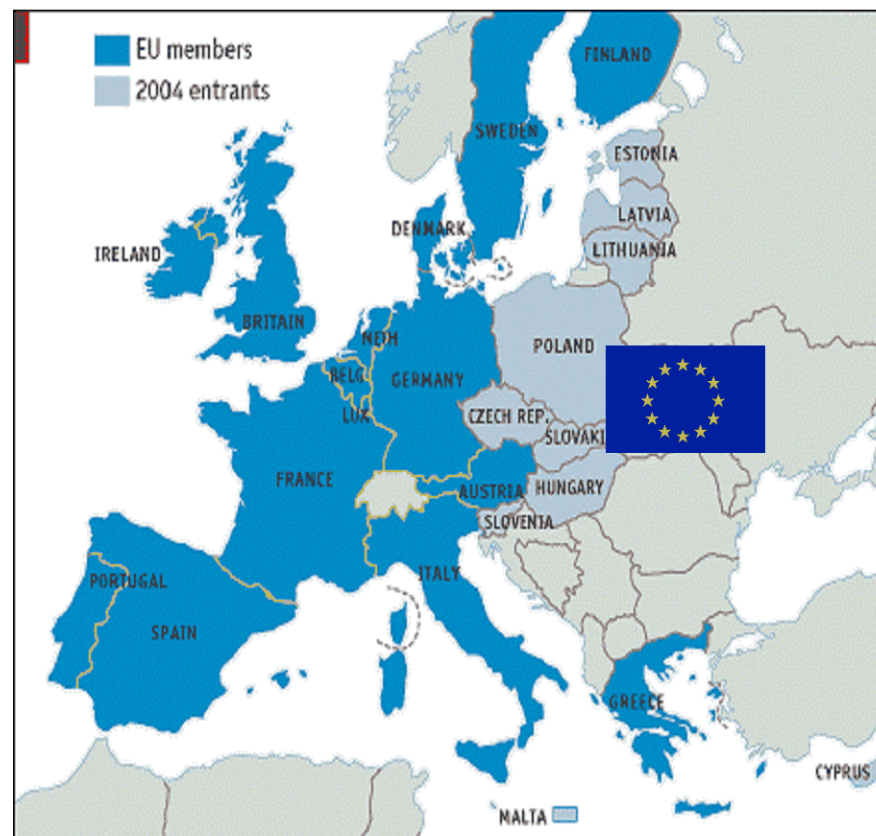 EU members
2004 entrants
FINLAND
SWEDEN
ESTONIA
LATVIA
DENMARK
LITHUANIA
IRELAND
BRITAIN
NETH
POLAND
BELG
GERMANY
LUX
CZECH REP.
SLOVAKI
FRANCE
AUSTRIA
HUNGARY
SLOVENIA
ITALY
PORTUGAL
SPAIN
GREECE
CYPRUS
MALTA